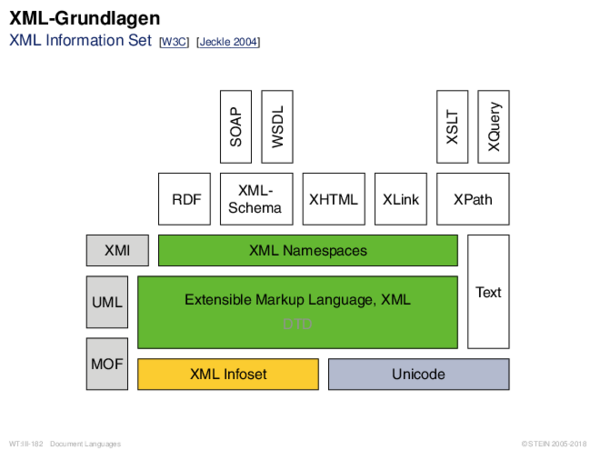 XML-Grundlagen
XML Information Set [W3C] [Jeckle 2004]
SOAP
WSDL
XSLT
XQuery
RDF
XML-
Schema
XHTML
XLink
XPath
XMI
XML Namespaces
UML
Extensible Markup Language, XML
DTD
Text
MOF
XML Infoset
Unicode
WT:III-182 Document Languages
© STEIN 2005-2018